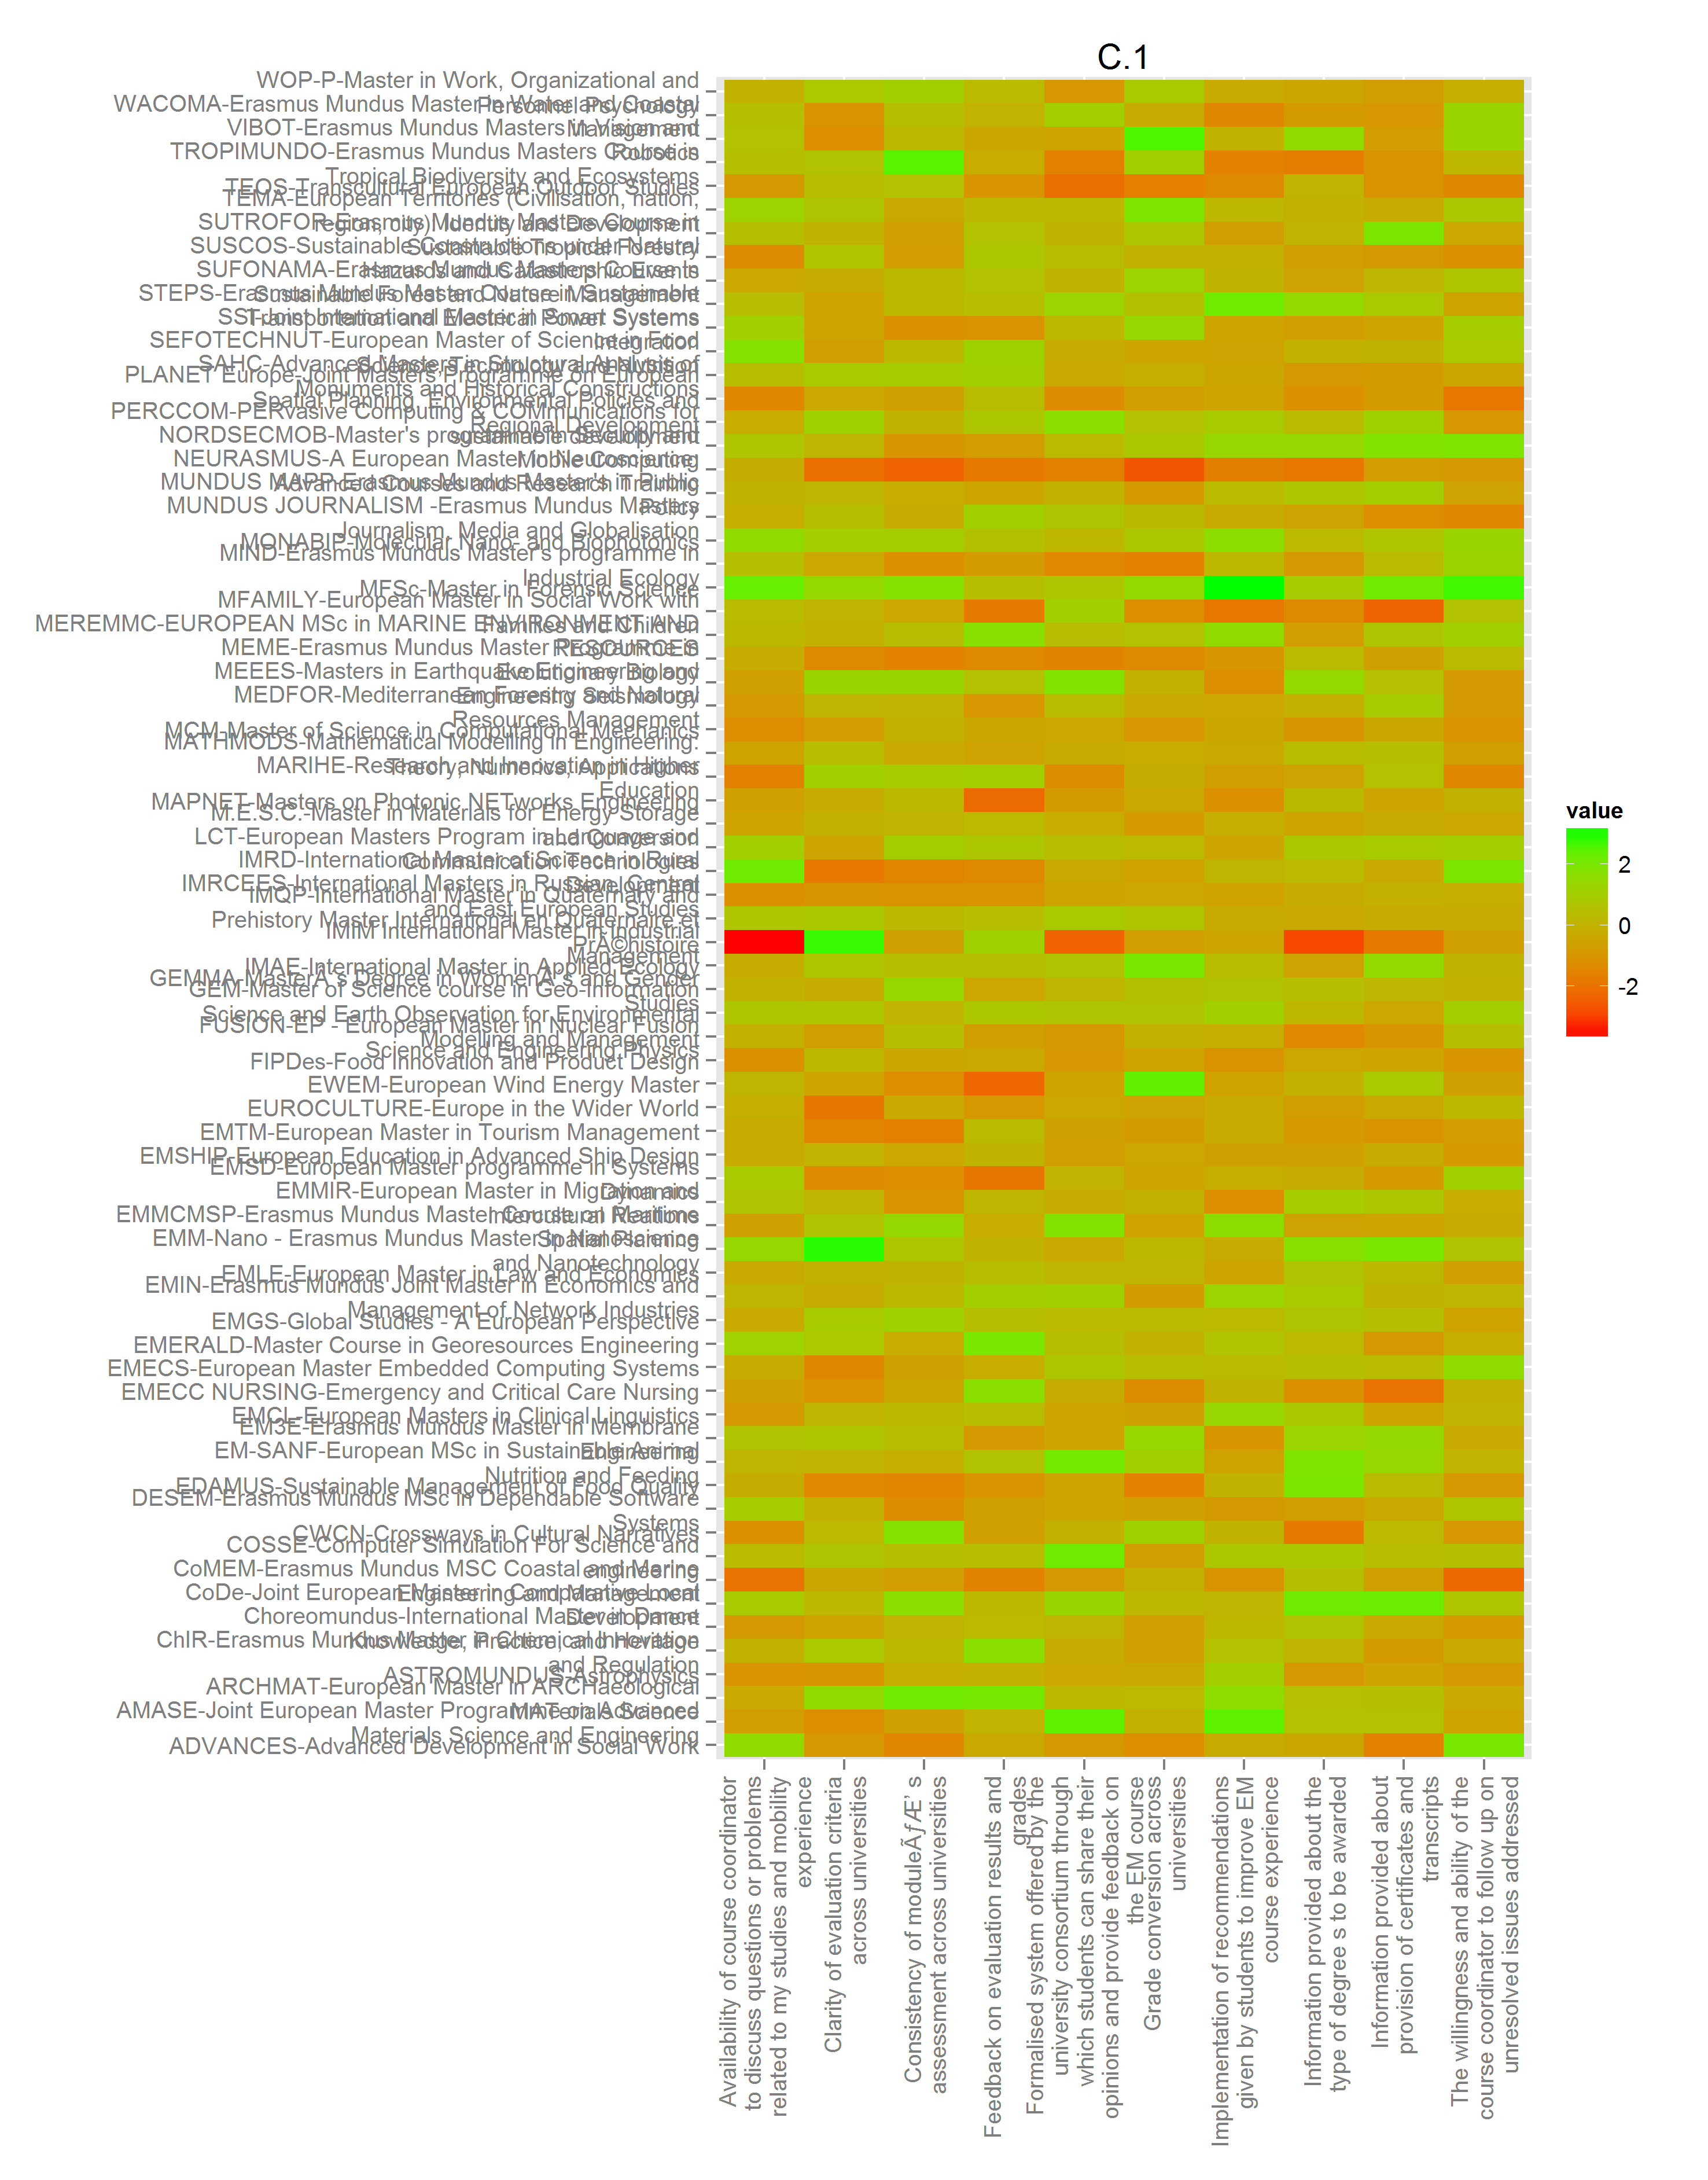 C.1
WOP-P-Master in Work, Organizational and
Personnel Psychology
WACOMA-Erasmus Mundus Master in Water and Coastal
Management
VIBOT-Erasmus Mundus Masters in Vision and
Robotics
TROPIMUNDO-Erasmus Mundus Masters Course in
Tropical Biodiversity and Ecosystems
TEOS-Transcultural European Outdoor Studies
TEMA-European Territories (Civilisation, nation,
region, city): Identity and Development
SUTROFOR-Erasmus Mundus Masters Course in
Sustainable Tropical Forestry
SUSCOS-Sustainable Constructions under Natural
Hazards and Catastrophic Events
SUFONAMA-Erasmus Mundus Masters Course in
Sustainable Forest and Nature Management
STEPS-Erasmus Mundus Master Course in Sustainable
Transportation and Electrical Power Systems
SSI-Joint International Master in Smart Systems
Integration
SEFOTECHNUT-European Master of Science in Food
Science, Technology and Nutrition
SAHC-Advanced Masters in Structural Analysis of
Monuments and Historical Constructions
PLANET Europe-Joint Masters Programme on European
Spatial Planning, Environmental Policies and
Regional Development
PERCCOM-PERvasive Computing & COMmunications for
sustainable development
NORDSECMOB-Master's programme in Security and
Mobile Computing
NEURASMUS-A European Master in Neuroscience:
Advanced Courses and Research Training
MUNDUS MAPP-Erasmus Mundus Master's in Public
Policy
MUNDUS JOURNALISM -Erasmus Mundus Masters
Journalism, Media and Globalisation
MONABIP-Molecular Nano- and Biophotonics
MIND-Erasmus Mundus Master's programme in
Industrial Ecology
MFSc-Master in Forensic Science
MFAMILY-European Master in Social Work with
Families and Children
MEREMMC-EUROPEAN MSc in MARINE ENVIRONMENT AND
RESOURCES
MEME-Erasmus Mundus Master Programme in
Evolutionary Biology
MEEES-Masters in Earthquake Engineering and
Engineering Seismology
MEDFOR-Mediterranean Forestry and Natural
Resources Management
MCM-Master of Science in Computational Mechanics
MATHMODS-Mathematical Modelling in Engineering:
Theory, Numerics, Applications
MARIHE-Research and Innovation in Higher
Education
MAPNET-Masters on Photonic NETworks Engineering
M.E.S.C.-Master in Materials for Energy Storage
and Conversion
LCT-European Masters Program in Language and
Communication Technologies
IMRD-International Master of Science in Rural
Development
IMRCEES-International Masters in Russian, Central
and East European Studies
IMQP-International Master in Quaternary and
Prehistory Master International en Quaternaire et
PrÃ©histoire
IMIM International Master in Industrial
Management
IMAE-International Master in Applied Ecology
GEMMA-MasterÂ´s Degree in WomenÂ´s and Gender
Studies
GEM-Master of Science course in Geo-Information
Science and Earth Observation for Environmental
Modelling and Management
FUSION-EP - European Master in Nuclear Fusion
Science and Engineering Physics
FIPDes-Food Innovation and Product Design
EWEM-European Wind Energy Master
EUROCULTURE-Europe in the Wider World
EMTM-European Master in Tourism Management
EMSHIP-European Education in Advanced Ship Design
EMSD-European Master programme in Systems
Dynamics
EMMIR-European Master in Migration and
Intercultural Reations
EMMCMSP-Erasmus Mundus Master Course on Maritime
Spatial Planning
EMM-Nano - Erasmus Mundus Master in Nanoscience
and Nanotechnology
EMLE-European Master in Law and Economics
EMIN-Erasmus Mundus Joint Master in Economics and
Management of Network Industries
EMGS-Global Studies - A European Perspective
EMERALD-Master Course in Georesources Engineering
EMECS-European Master Embedded Computing Systems
EMECC NURSING-Emergency and Critical Care Nursing
EMCL-European Masters in Clinical Linguistics
EM3E-Erasmus Mundus Master in Membrane
Engineering
EM-SANF-European MSc in Sustainable Animal
Nutrition and Feeding
EDAMUS-Sustainable Management of Food Quality
DESEM-Erasmus Mundus MSc in Dependable Software
Systems
CWCN-Crossways in Cultural Narratives
COSSE-Computer Simulation For Science and
engineering
CoMEM-Erasmus Mundus MSC Coastal and Marine
Engineering and Management
CoDe-Joint European Master in Comparative Local
Development
Choreomundus-International Master in Dance
Knowledge, Practice, and Heritage
ChIR-Erasmus Mundus Master in Chemical Innovation
and Regulation
ASTROMUNDUS-Astrophysics
ARCHMAT-European Master in ARCHaeological
MATerials Science
AMASE-Joint European Master Programme on Advanced
Materials Science and Engineering
ADVANCES-Advanced Development in Social Work
value
2
0
-2
Availability of course coordinator
to discuss questions or problems
related to my studies and mobility
experience
Clarity of evaluation criteria
across universities
Consistency of moduleÃƒÆ’ s
assessment across universities
Feedback on evaluation results and
grades
Formalised system offered by the
university consortium through
which students can share their
opinions and provide feedback on
the EM course
Grade conversion across
universities
Implementation of recommendations
given by students to improve EM
course experience
Information provided about the
type of degree s to be awarded
Information provided about
provision of certificates and
transcripts
The willingness and ability of the
course coordinator to follow up on
unresolved issues addressed